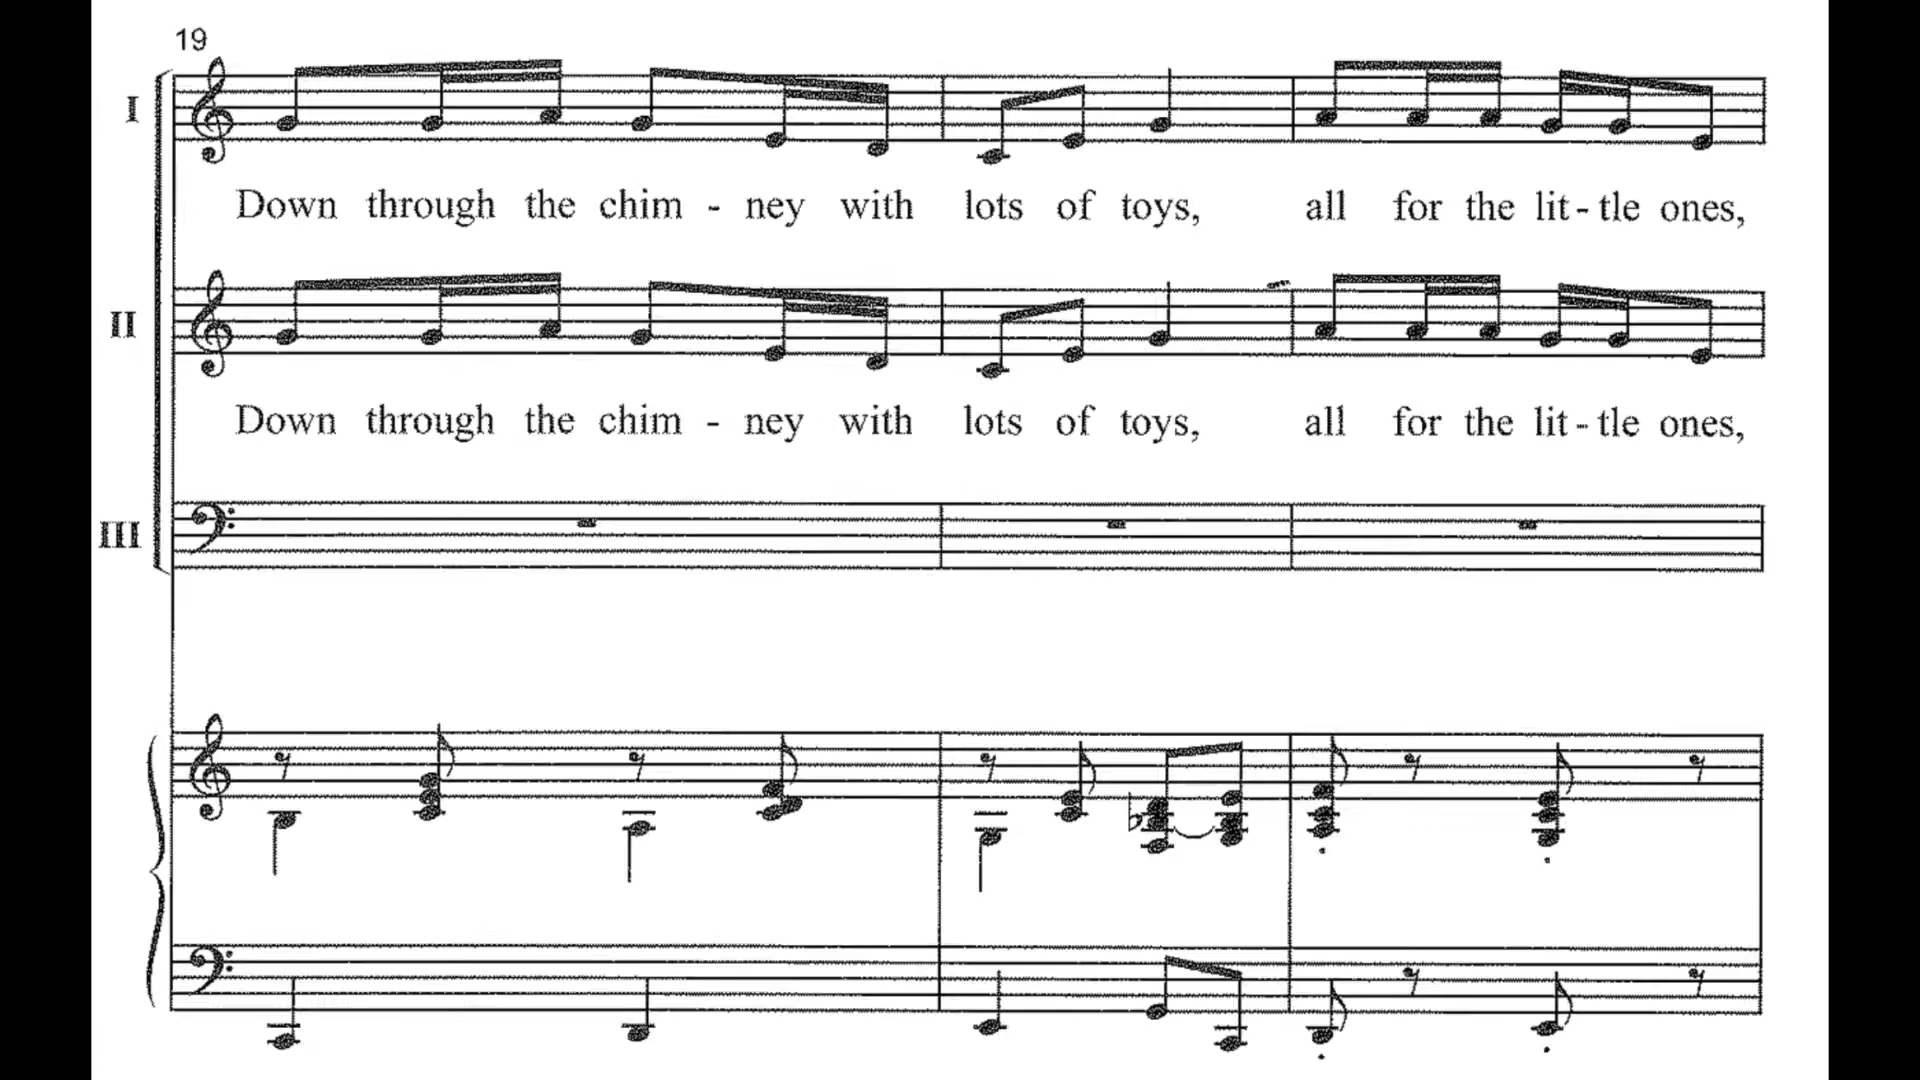 19
I
Down through the chim - ney with lots of toys, all for the lit - tle ones,
II
Down through the chim - ney with lots of toys, all for the lit - tle ones,
III